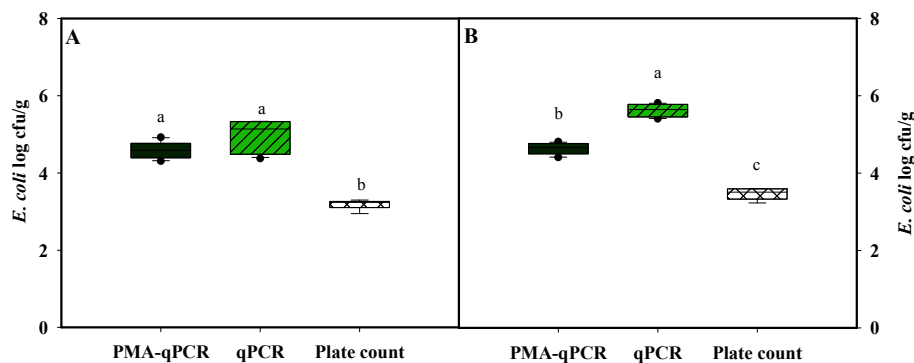 8
A
a
a
b
6
4
2
0
E. coli log cfu/g
PMA-qPCR qPCR Plate count
B
b
a
c
8
6
4
2
0
E. coli log cfu/g
PMA-qPCR qPCR Plate count